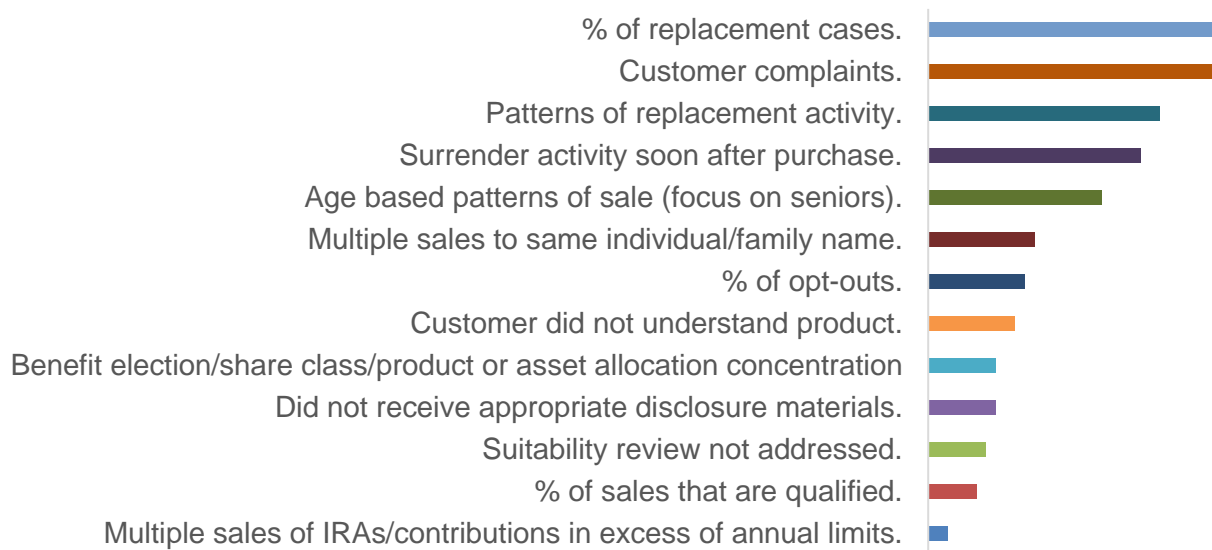 % of replacement cases.
Customer complaints.
Patterns of replacement activity.
Surrender activity soon after purchase.
Age based patterns of sale (focus on seniors).
Multiple sales to same individual/family name.
% of opt-outs.
Customer did not understand product.
Benefit election/share class/product or asset allocation concentration
Did not receive appropriate disclosure materials.
Suitability review not addressed.
% of sales that are qualified.
Multiple sales of IRAs/contributions in excess of annual limits.